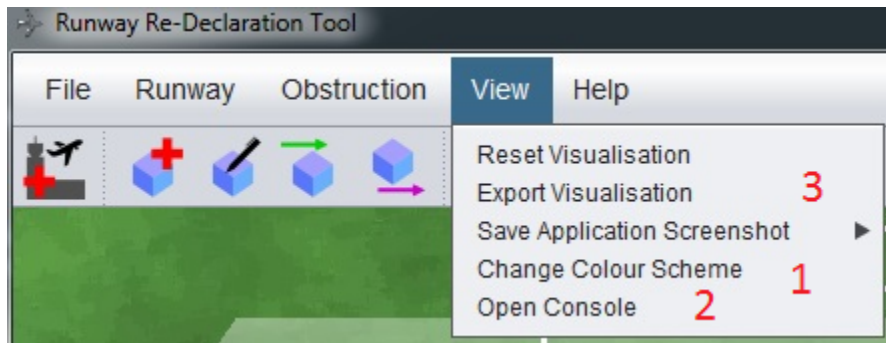 Runway Re-Declaration Tool
File Runway Obstruction View Help
Reset Visualisation
Export Visualisation 3
Save Application Screenshot
Change Colour Scheme 1
Open Console 2